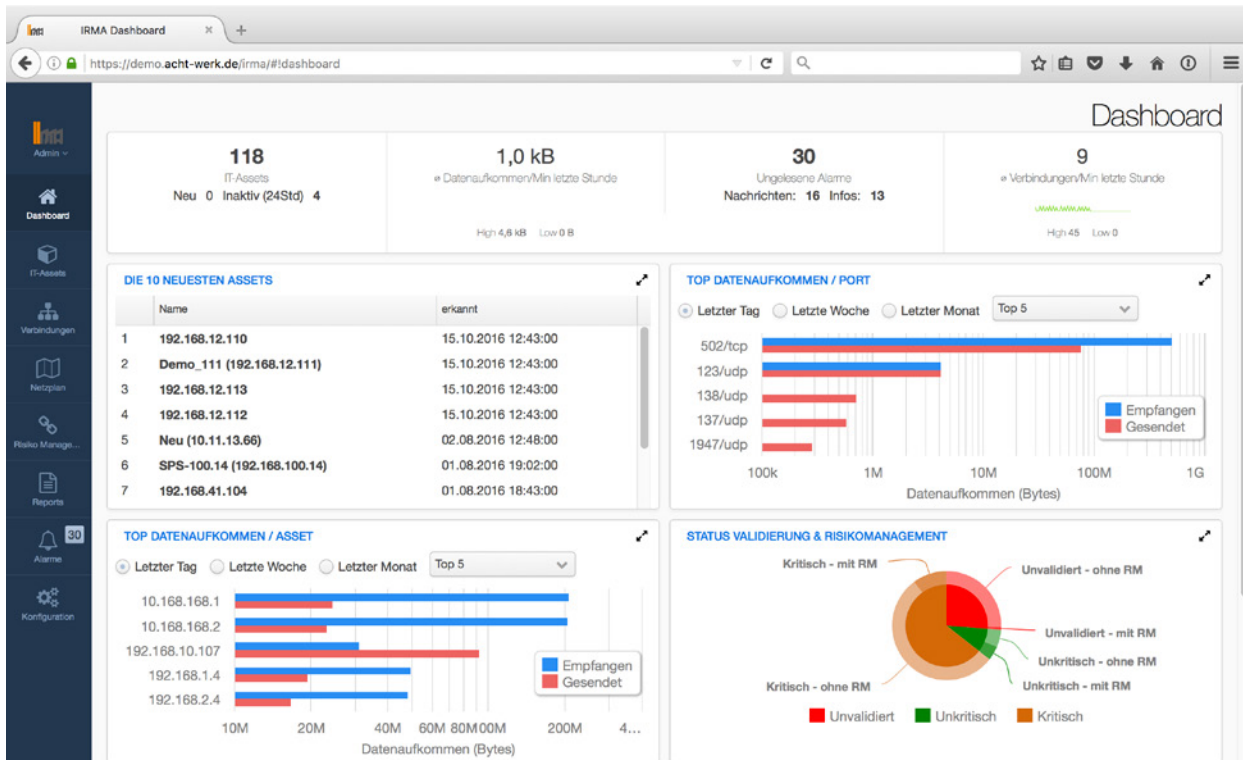 IRMA Dashboard
https://demo.acht-werk.de/irma/#!dashboard
Dashboard
Irma
Admin
Dashboard
IT-Assets
Verbindungen
Netzplan
Risiko Manage...
Reports
30
Alarme
Konfiguration
118
IT-Assets
Neu 0 Inaktiv (24Std) 4
1,0 kB
ø Datenaufkommen/Min letzte Stunde
High 4,6 kB Low 0 B
30
Ungelesene Alarme
Nachrichten: 16 Infos: 13
9
ø Verbindungen/Min letzte Stunde
High 45 Low 0
DIE 10 NEUESTEN ASSETS
Name erkannt
1 192.168.12.110 15.10.2016 12:43:00
2 Demo_111 (192.168.12.111) 15.10.2016 12:43:00
3 192.168.12.113 15.10.2016 12:43:00
4 192.168.12.112 15.10.2016 12:43:00
5 Neu (10.11.13.66) 02.08.2016 12:48:00
6 SPS-100.14 (192.168.100.14) 01.08.2016 19:02:00
7 192.168.41.104 01.08.2016 18:43:00
TOP DATENAUFKOMMEN / PORT
Letzter Tag Letzte Woche Letzter Monat Top 5
502/tcp
123/udp
138/udp
137/udp
1947/udp
Empfangen
Gesendet
100k 1M 10M 100M 1G
Datenaufkommen (Bytes)
TOP DATENAUFKOMMEN / ASSET
Letzter Tag Letzte Woche Letzter Monat Top 5
10.168.168.1
10.168.168.2
192.168.10.107
192.168.1.4
192.168.2.4
Empfangen
Gesendet
10M 20M 40M 60M 80M 100M 200M 4...
Datenaufkommen (Bytes)
STATUS VALIDIERUNG & RISIKOMANAGEMENT
Kritisch - mit RM
Unvalidiert - ohne RM
Unvalidiert - mit RM
Unkritisch - ohne RM
Unkritisch - mit RM
Kritisch - ohne RM
Unvalidiert Unkritisch Kritisch